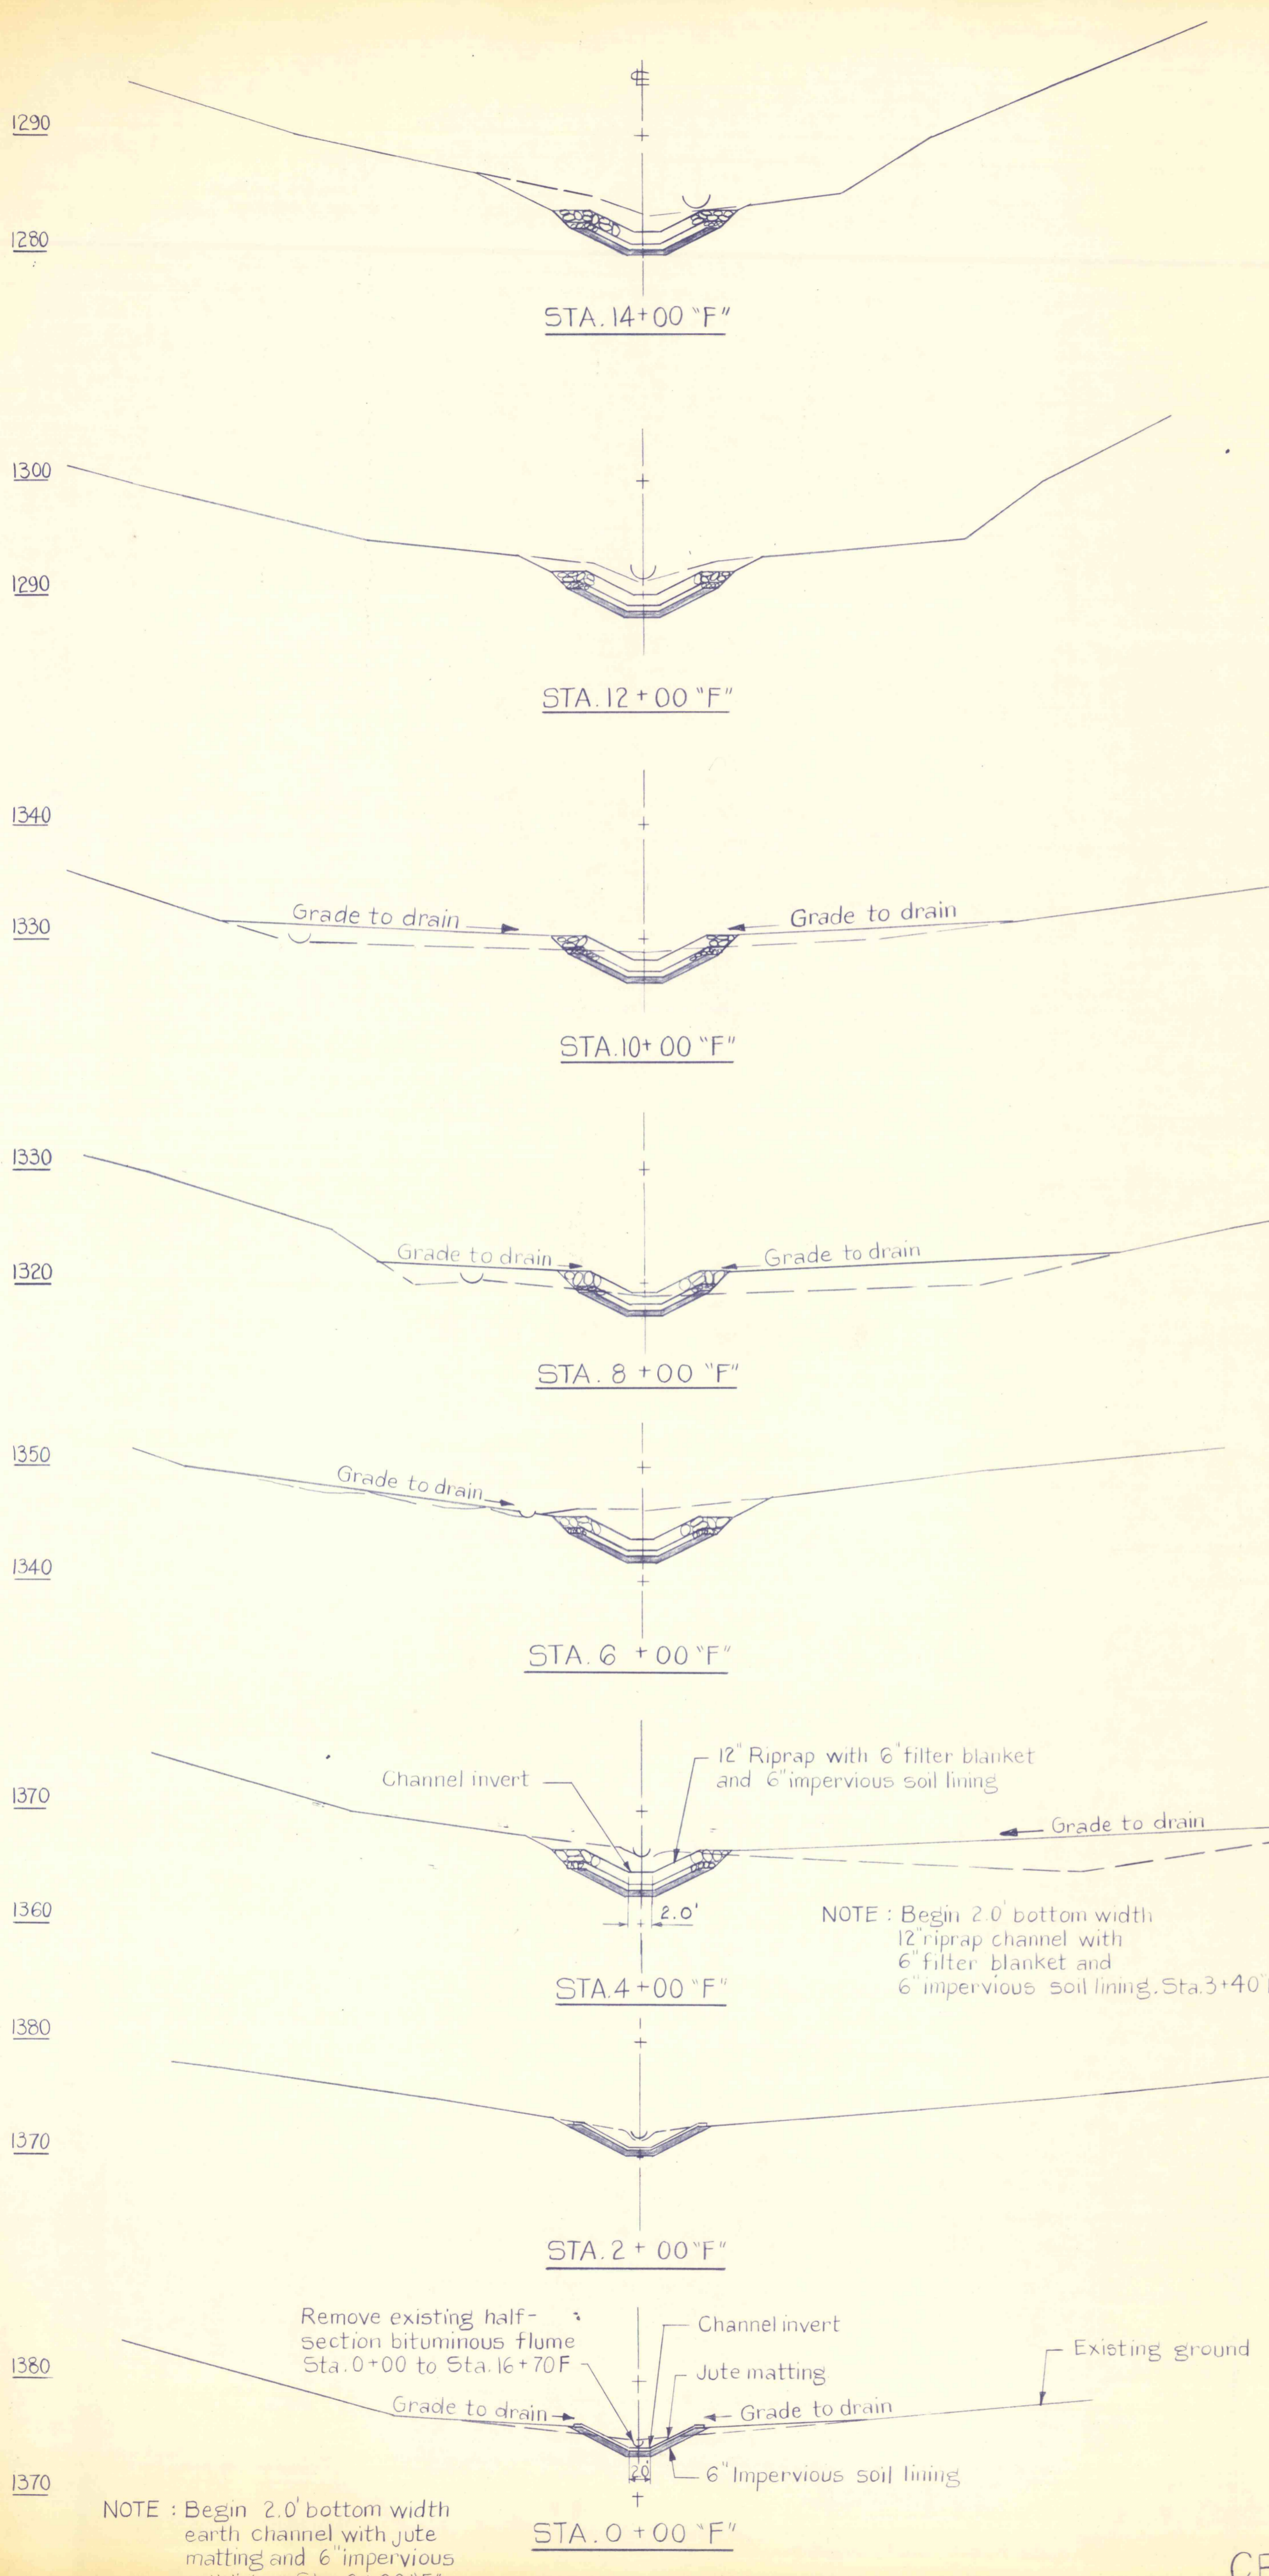 ℄
1290
1280
STA. 14+00 "F"
1300
1290
STA. 12+00 "F"
1340
1330
Grade to drain
Grade to drain
STA. 10+00 "F"
1330
1320
Grade to drain
Grade to drain
STA. 8+00 "F"
1350
Grade to drain
1340
STA. 6 +00 "F"
12" Riprap with 6" filter blanket
and 6" impervious soil lining
Channel invert
1370
Grade to drain
1360
2.0'
NOTE : Begin 2.0' bottom width
12" riprap channel with
6" filter blanket and
6" impervious soil lining. Sta. 3+40
STA. 4+00 "F"
1380
1370
STA. 2+00 "F"
Remove existing half-
section bituminous flume
Sta. 0+00 to Sta. 16+70F
Channel invert
Jute matting
Existing ground
1380
Grade to drain
Grade to drain
2.0'
6" Impervious soil lining
1370
NOTE : Begin 2.0' bottom width
earth channel with jute
matting and 6" impervious
STA. 0+00 "F"